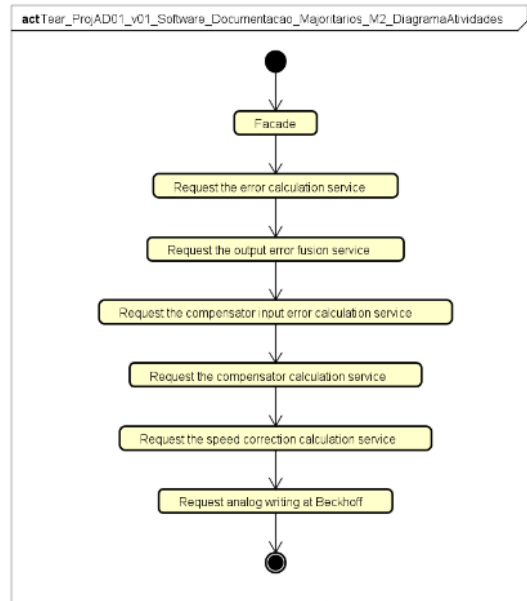 act Tear_ProjAD01_v01_Software_Documentacao_Majoritarios_M2_DiagramaAtividades
Facade
Request the error calculation service
Request the output error fusion service
Request the compensator input error calculation service
Request the compensator calculation service
Request the speed correction calculation service
Request analog writing at Beckhoff